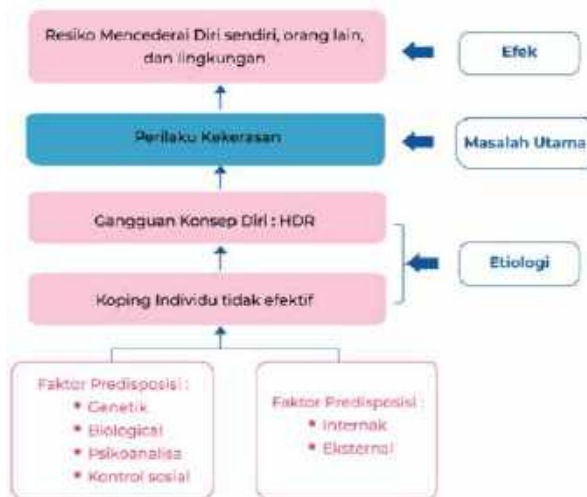 Resiko Mencederai Diri sendiri, orang lain,
dan lingkungan
Efek
Perilaku Kekerasan
Masalah Utama
Gangguan Konsep Diri : HDR
Etiologi
Koping Individu tidak efektif
Faktor Predisposisi :
• Genetik
• Biological
• Psikoanalisa
• Kontrol sosial
Faktor Predisposisi :
• Internak
• Eksternal